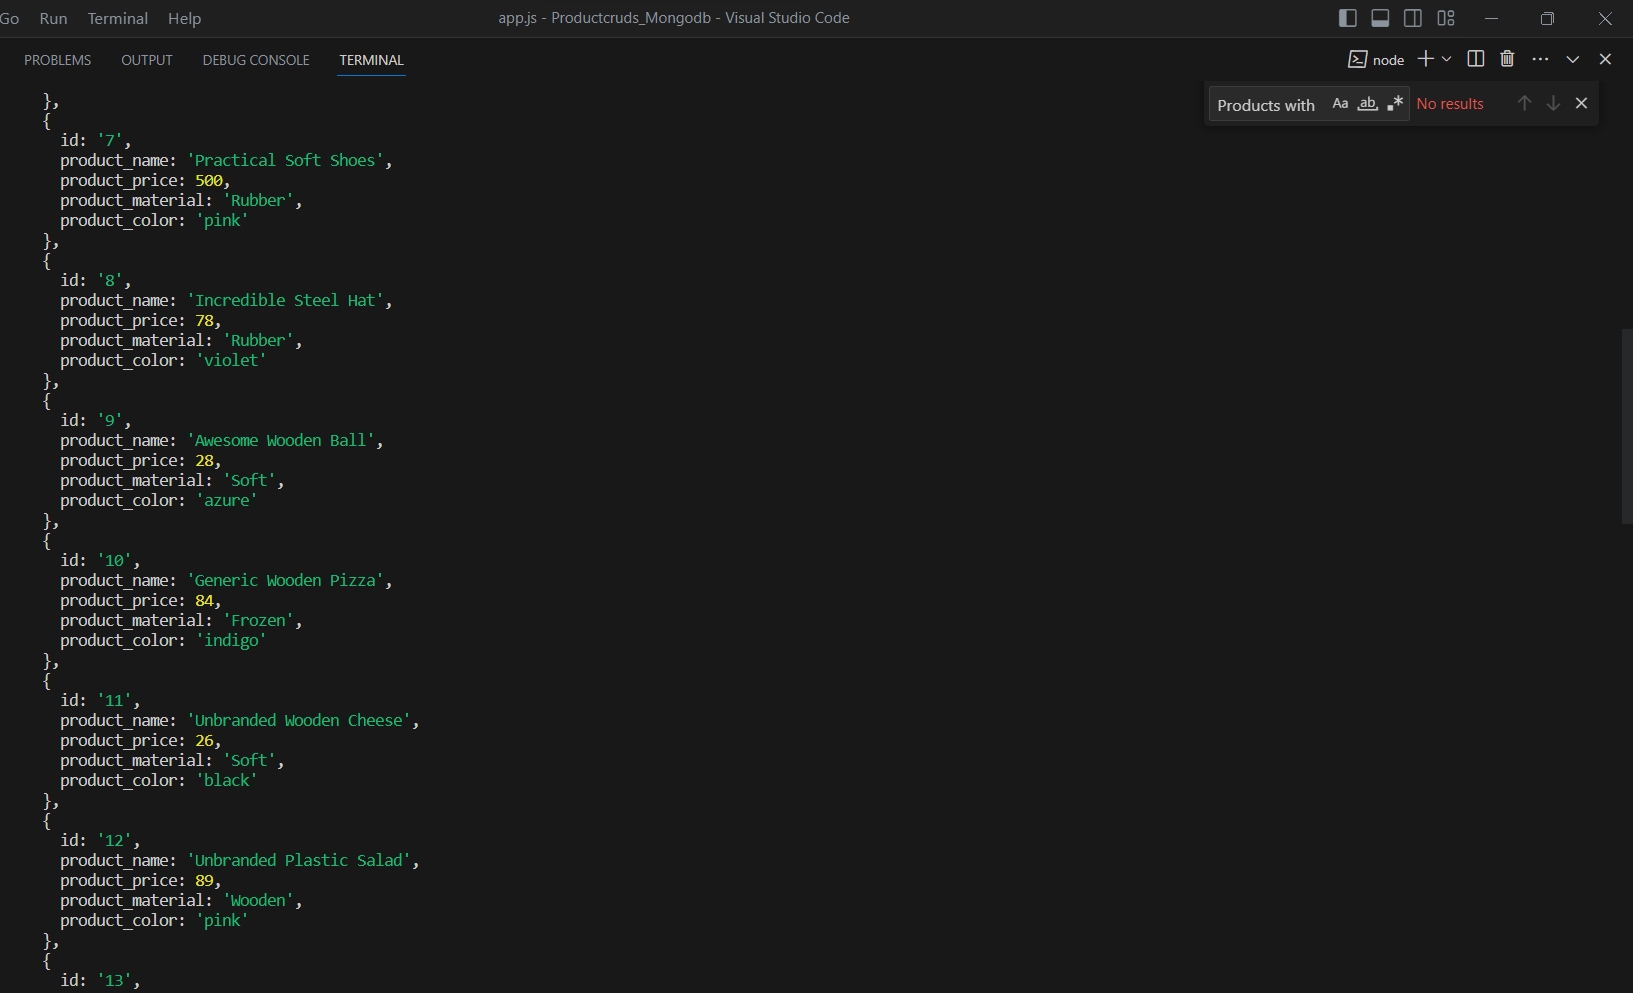 Go Run Terminal Help app.js - Productcruds_Mongodb - Visual Studio Code
PROBLEMS OUTPUT DEBUG CONSOLE TERMINAL node
Products with Aa ab No results
},
{
id: '7',
product_name: 'Practical Soft Shoes',
product_price: 500,
product_material: 'Rubber',
product_color: 'pink'
},
{
id: '8',
product_name: 'Incredible Steel Hat',
product_price: 78,
product_material: 'Rubber',
product_color: 'violet'
},
{
id: '9',
product_name: 'Awesome Wooden Ball',
product_price: 28,
product_material: 'Soft',
product_color: 'azure'
},
{
id: '10',
product_name: 'Generic Wooden Pizza',
product_price: 84,
product_material: 'Frozen',
product_color: 'indigo'
},
{
id: '11',
product_name: 'Unbranded Wooden Cheese',
product_price: 26,
product_material: 'Soft',
product_color: 'black'
},
{
id: '12',
product_name: 'Unbranded Plastic Salad',
product_price: 89,
product_material: 'Wooden',
product_color: 'pink'
},
{
id: '13',